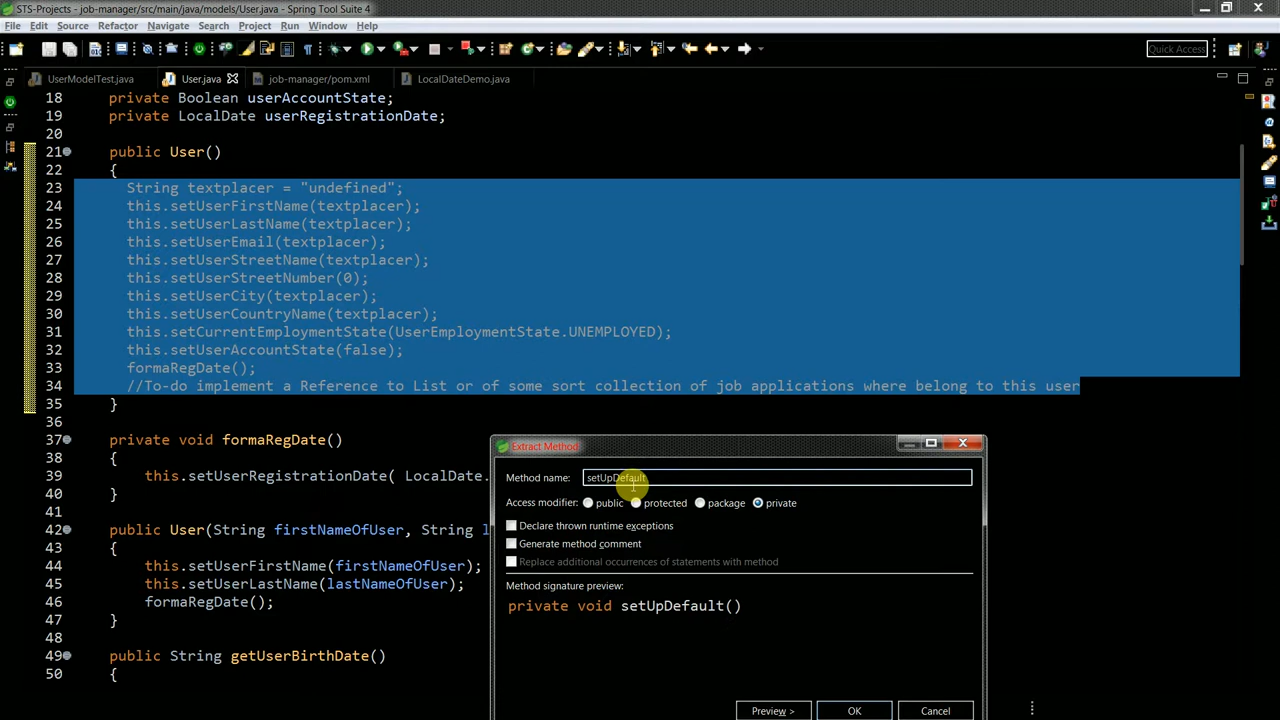 STS-Projects - job-manager/src/main/java/models/User.java - Spring Tool Suite 4
File Edit Source Refactor Navigate Search Project Run Window Help
Quick Access
UserModelTest.java User.java job-manager/pom.xml LocalDateDemo.java
18 private Boolean userAccountState;
19 private LocalDate userRegistrationDate;
20
21 public User()
22 {
23 String textplacer = "undefined";
24 this.setUserFirstName(textplacer);
25 this.setUserLastName(textplacer);
26 this.setUserEmail(textplacer);
27 this.setUserStreetName(textplacer);
28 this.setUserStreetNumber(0);
29 this.setUserCity(textplacer);
30 this.setUserCountryName(textplacer);
31 this.setCurrentEmploymentState(UserEmploymentState.UNEMPLOYED);
32 this.setUserAccountState(false);
33 formaRegDate();
34 //To-do implement a Reference to List or of some sort collection of job applications where belong to this user
35 }
36
37 private void formaRegDate()
38 {
39 this.setUserRegistrationDate( LocalDate.
40 }
41
42 public User(String firstNameOfUser, String l
43 {
44 this.setUserFirstName(firstNameOfUser);
45 this.setUserLastName(lastNameOfUser);
46 formaRegDate();
47 }
48
49 public String getUserBirthDate()
50 {
Extract Method
Method name: setUpDefault
Access modifier: public protected package private
Declare thrown runtime exceptions
Generate method comment
Replace additional occurrences of statements with method
Method signature preview:
private void setUpDefault()
Preview > OK Cancel